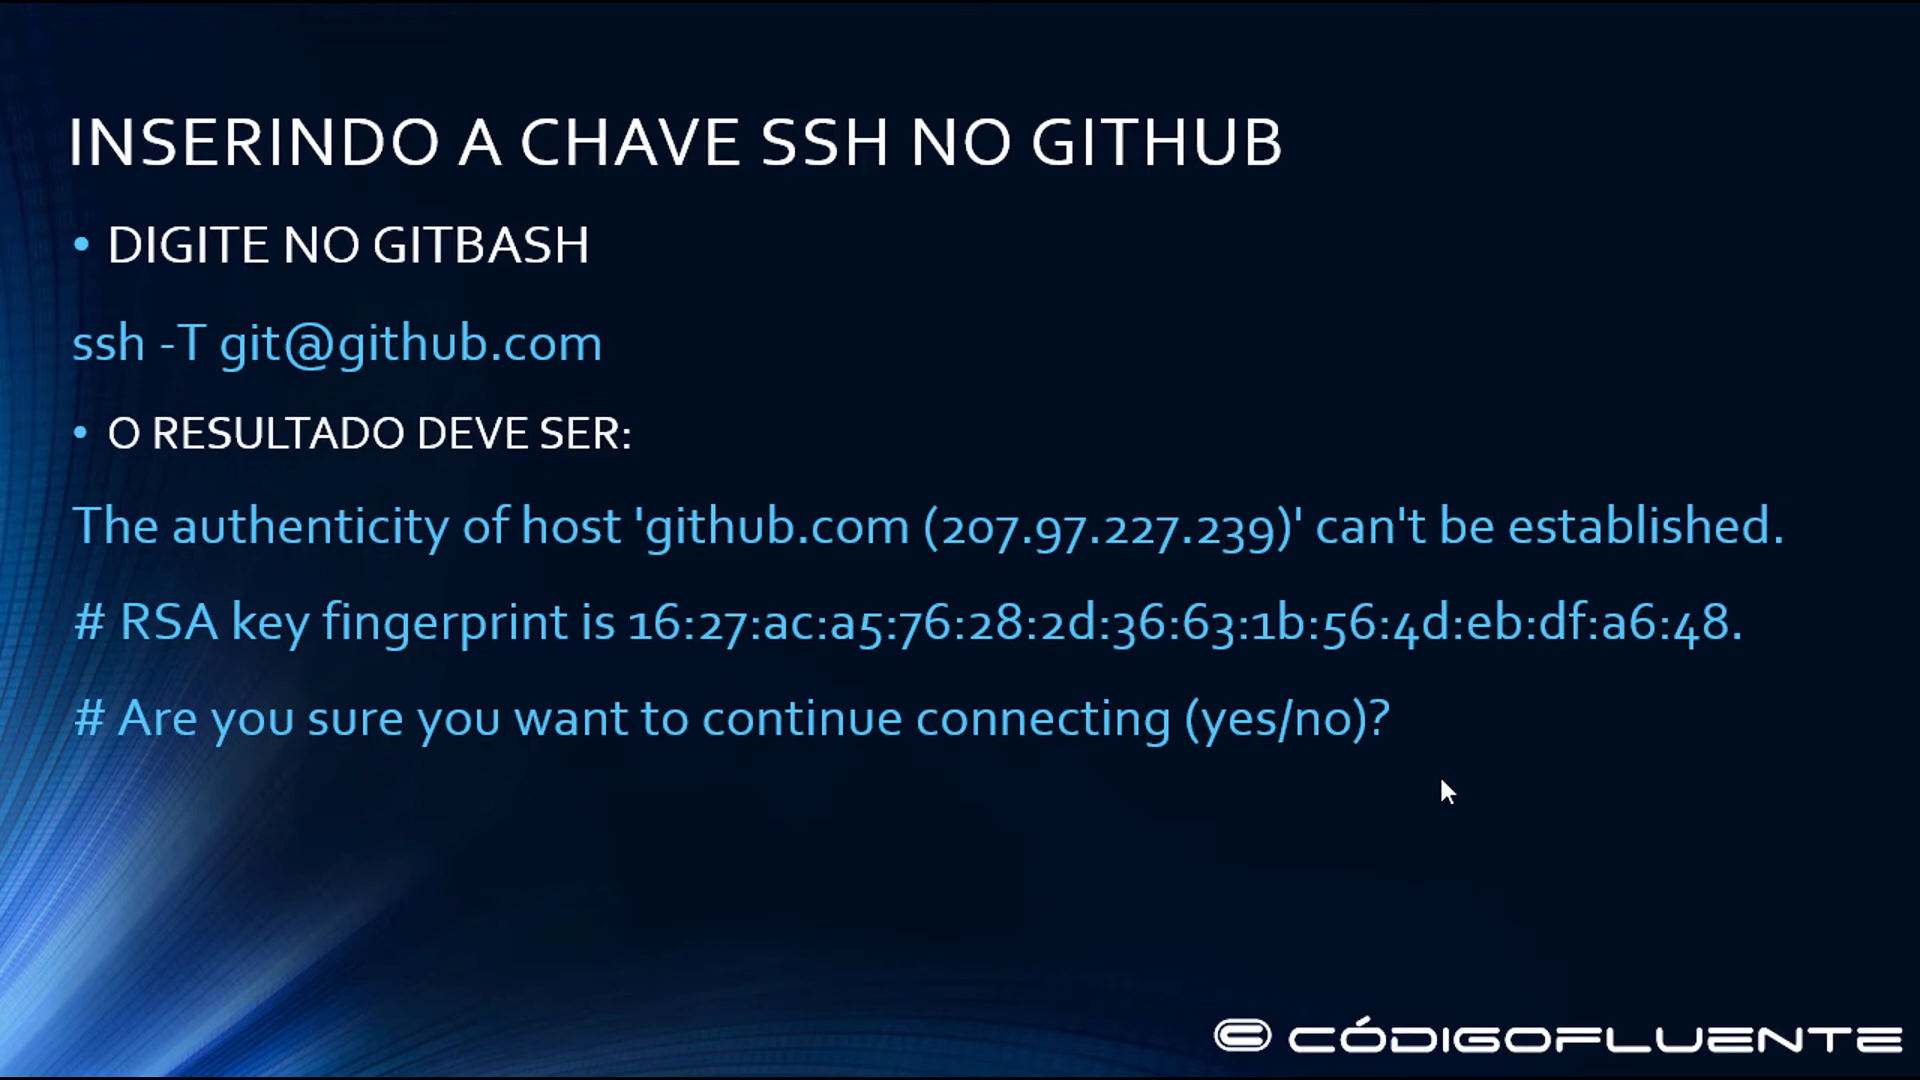 INSERINDO A CHAVE SSH NO GITHUB
• DIGITE NO GITBASH
ssh -T git@github.com
• O RESULTADO DEVE SER:
The authenticity of host 'github.com (207.97.227.239)' can't be established.
# RSA key fingerprint is 16:27:ac:a5:76:28:2d:36:63:1b:56:4d:eb:df:a6:48.
# Are you sure you want to continue connecting (yes/no)?
CÓDIGOFLUENTE